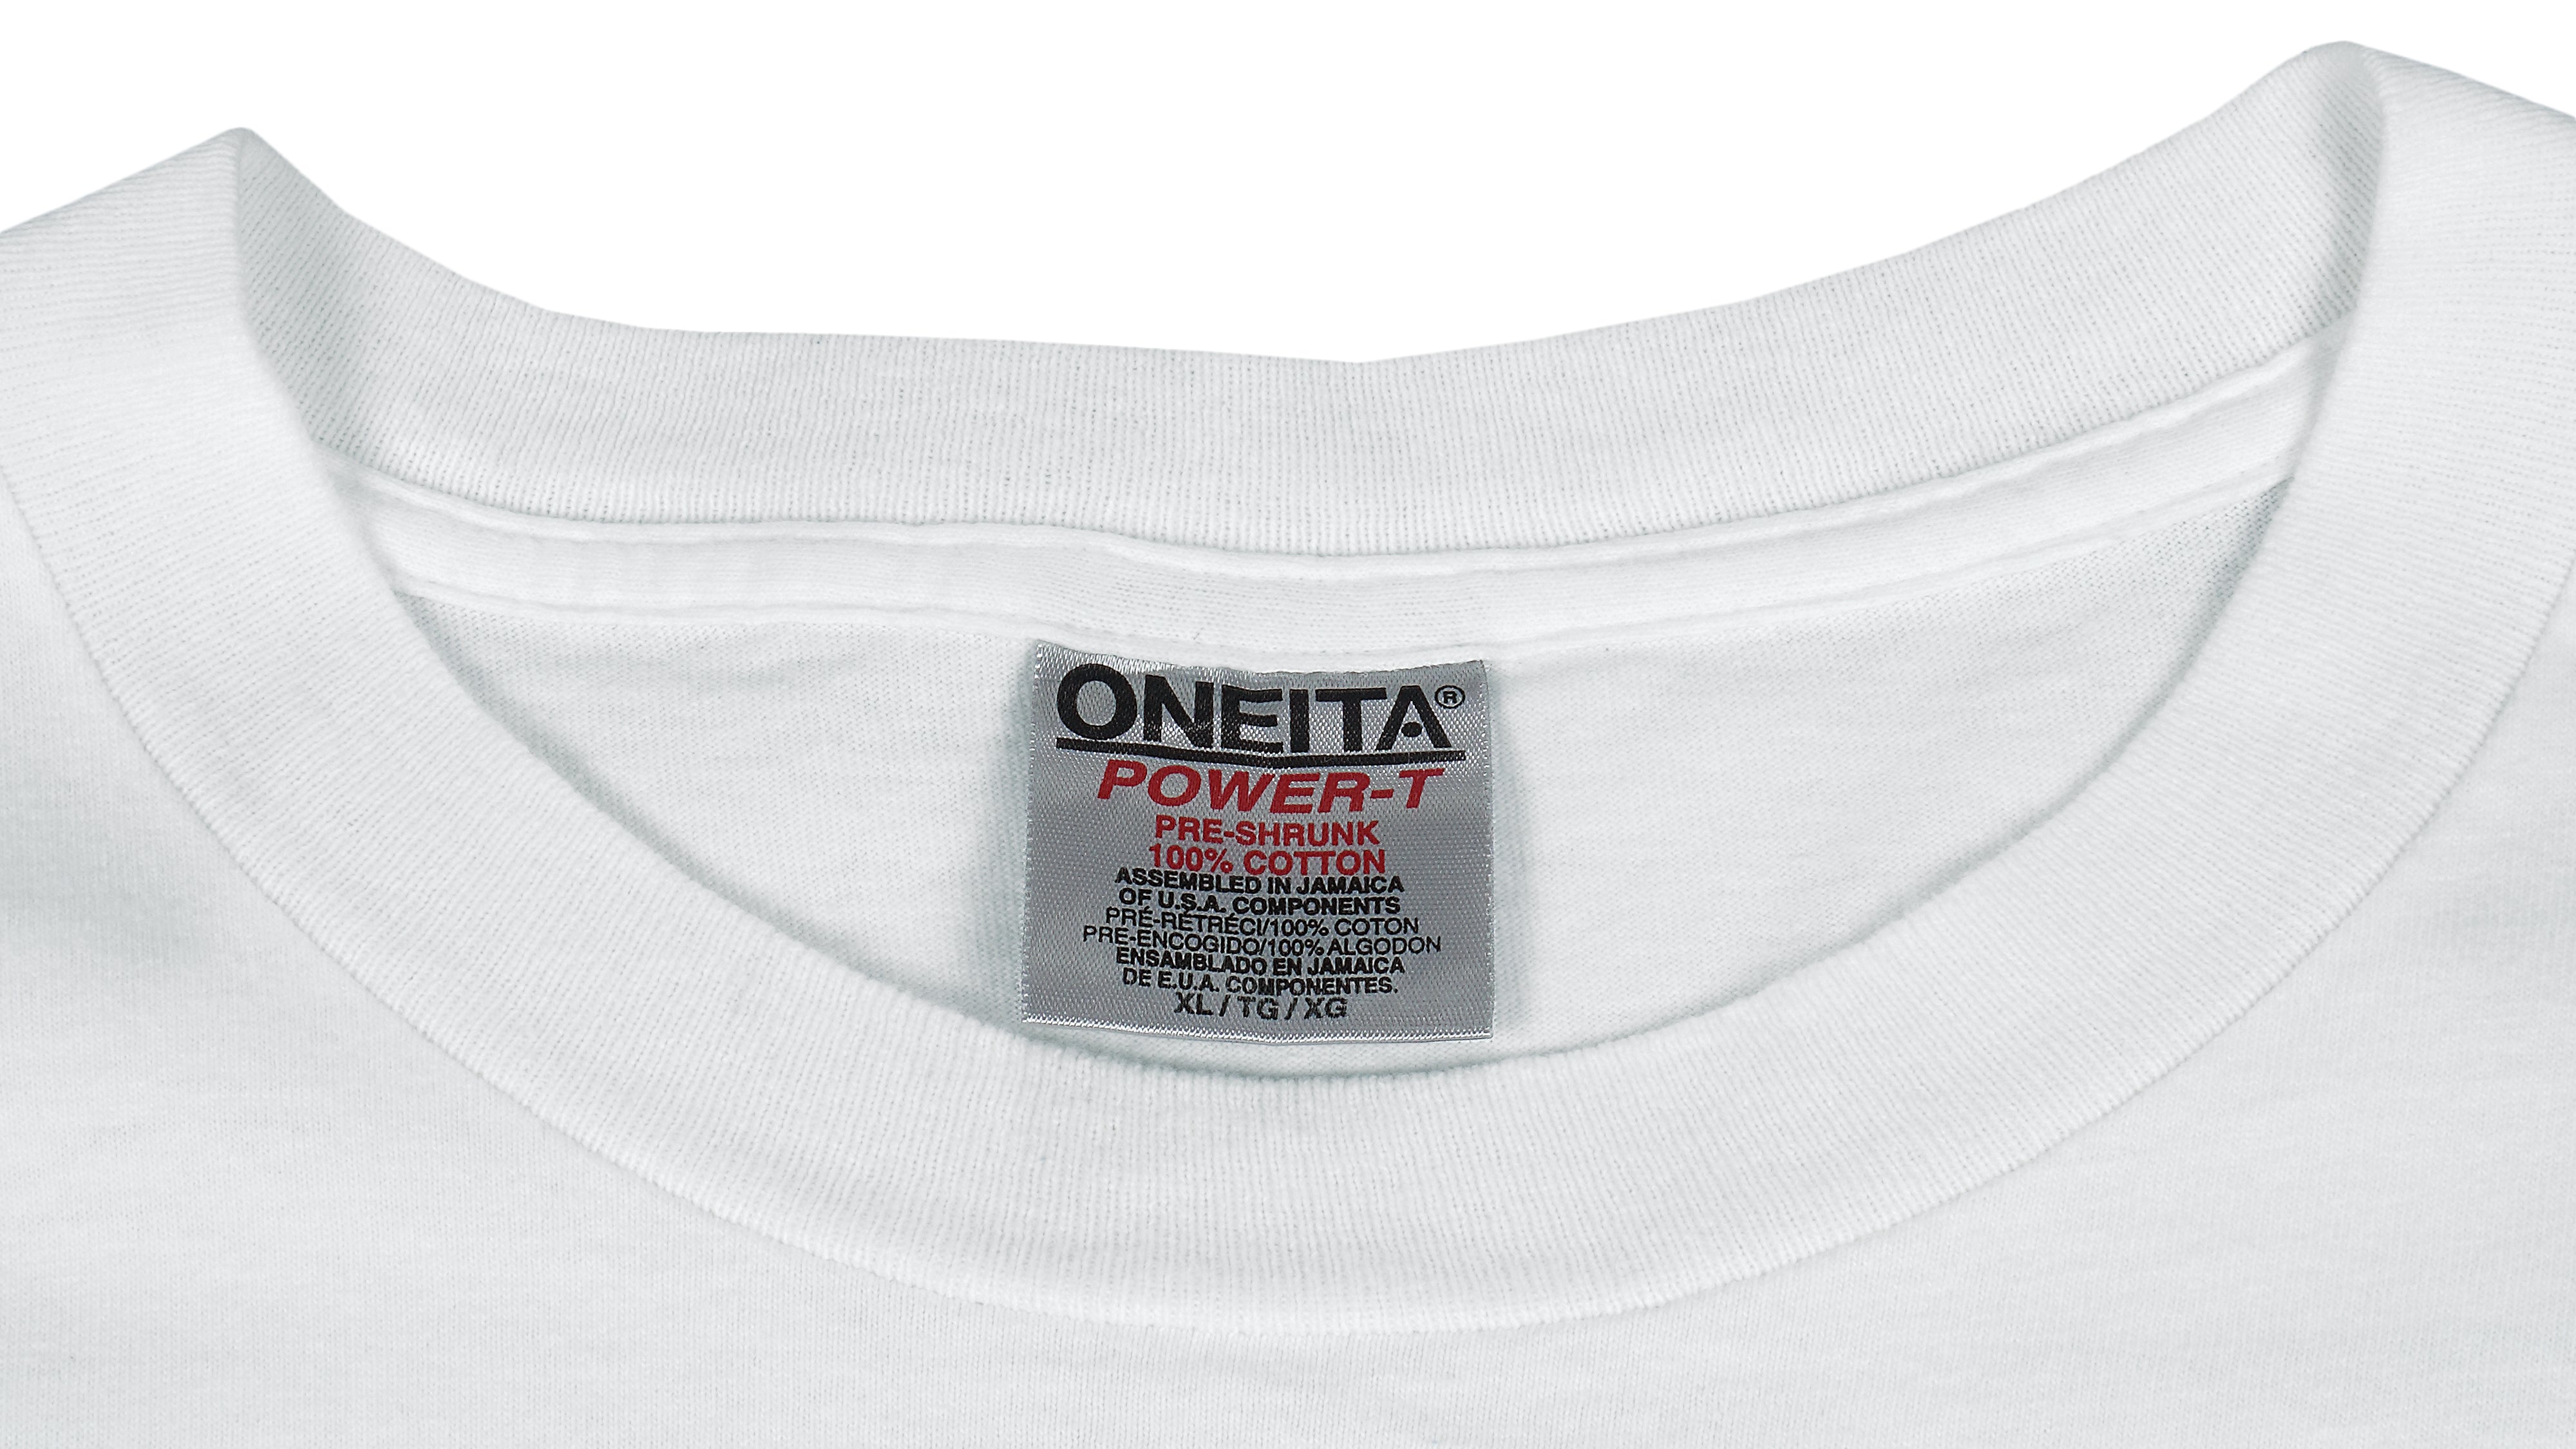 ONEITA®
POWER-T
PRE-SHRUNK
100% COTTON
ASSEMBLED IN JAMAICA
OF U.S.A. COMPONENTS
PRÉ-RÉTRÉCI/100% COTON
PRE-ENCOGIDO/100% ALGODON
ENSAMBLADO EN JAMAICA
DE E.U.A. COMPONENTES.
XL / TG / XG